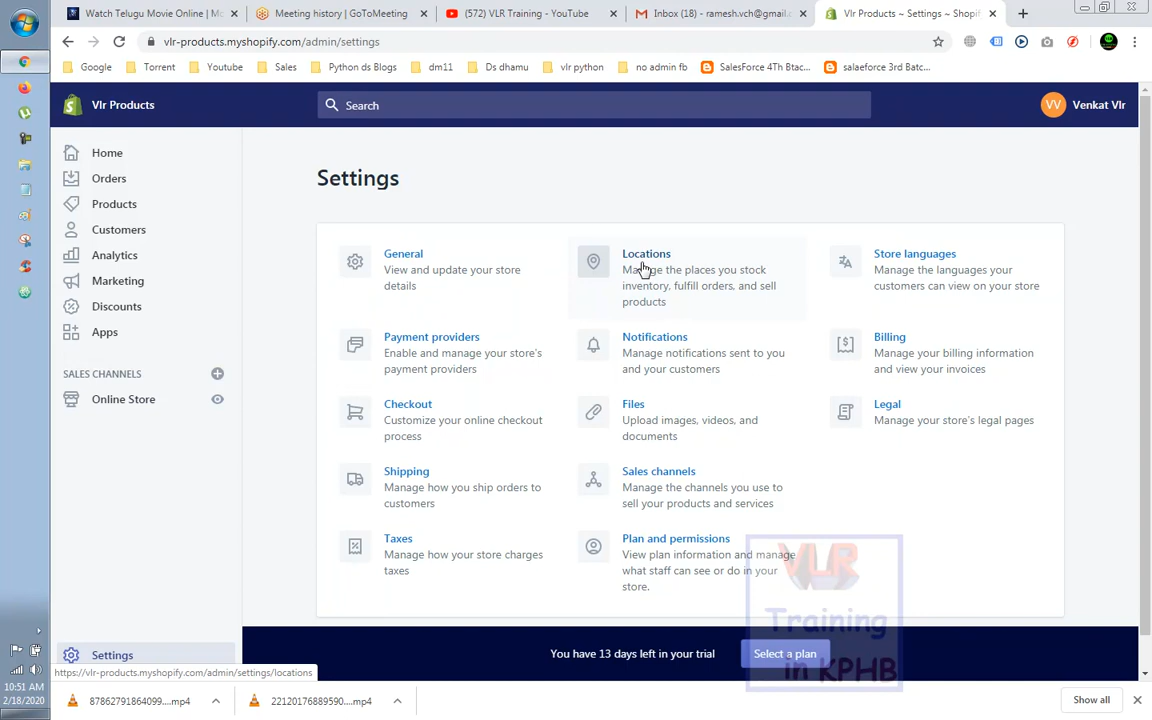 Watch Telugu Movie Online | Mo
Meeting history | GoToMeeting
(572) VLR Training - YouTube
Inbox (18) - ramesh.vch@gmail.c
Vlr Products ~ Settings ~ Shopif
vlr-products.myshopify.com/admin/settings
Google
Torrent
Youtube
Sales
Python ds Blogs
dm11
Ds dhamu
vlr python
no admin fb
SalesForce 4Th Btac...
salaeforce 3rd Batc...
Vlr Products
Search
VV
Venkat Vlr
Home
Orders
Products
Customers
Analytics
Marketing
Discounts
Apps
SALES CHANNELS
Online Store
Settings
Settings
General
View and update your store
details
Locations
Manage the places you stock
inventory, fulfill orders, and sell
products
Store languages
Manage the languages your
customers can view on your store
Payment providers
Enable and manage your store's
payment providers
Notifications
Manage notifications sent to you
and your customers
Billing
Manage your billing information
and view your invoices
Checkout
Customize your online checkout
process
Files
Upload images, videos, and
documents
Legal
Manage your store's legal pages
Shipping
Manage how you ship orders to
customers
Sales channels
Manage the channels you use to
sell your products and services
Taxes
Manage how your store charges
taxes
Plan and permissions
View plan information and manage
what staff can see or do in your
store.
VLR
Training
in KPHB
You have 13 days left in your trial
Select a plan
https://vlr-products.myshopify.com/admin/settings/locations
10:51 AM
2/18/2020
87862791864099....mp4
22120176889590....mp4
Show all